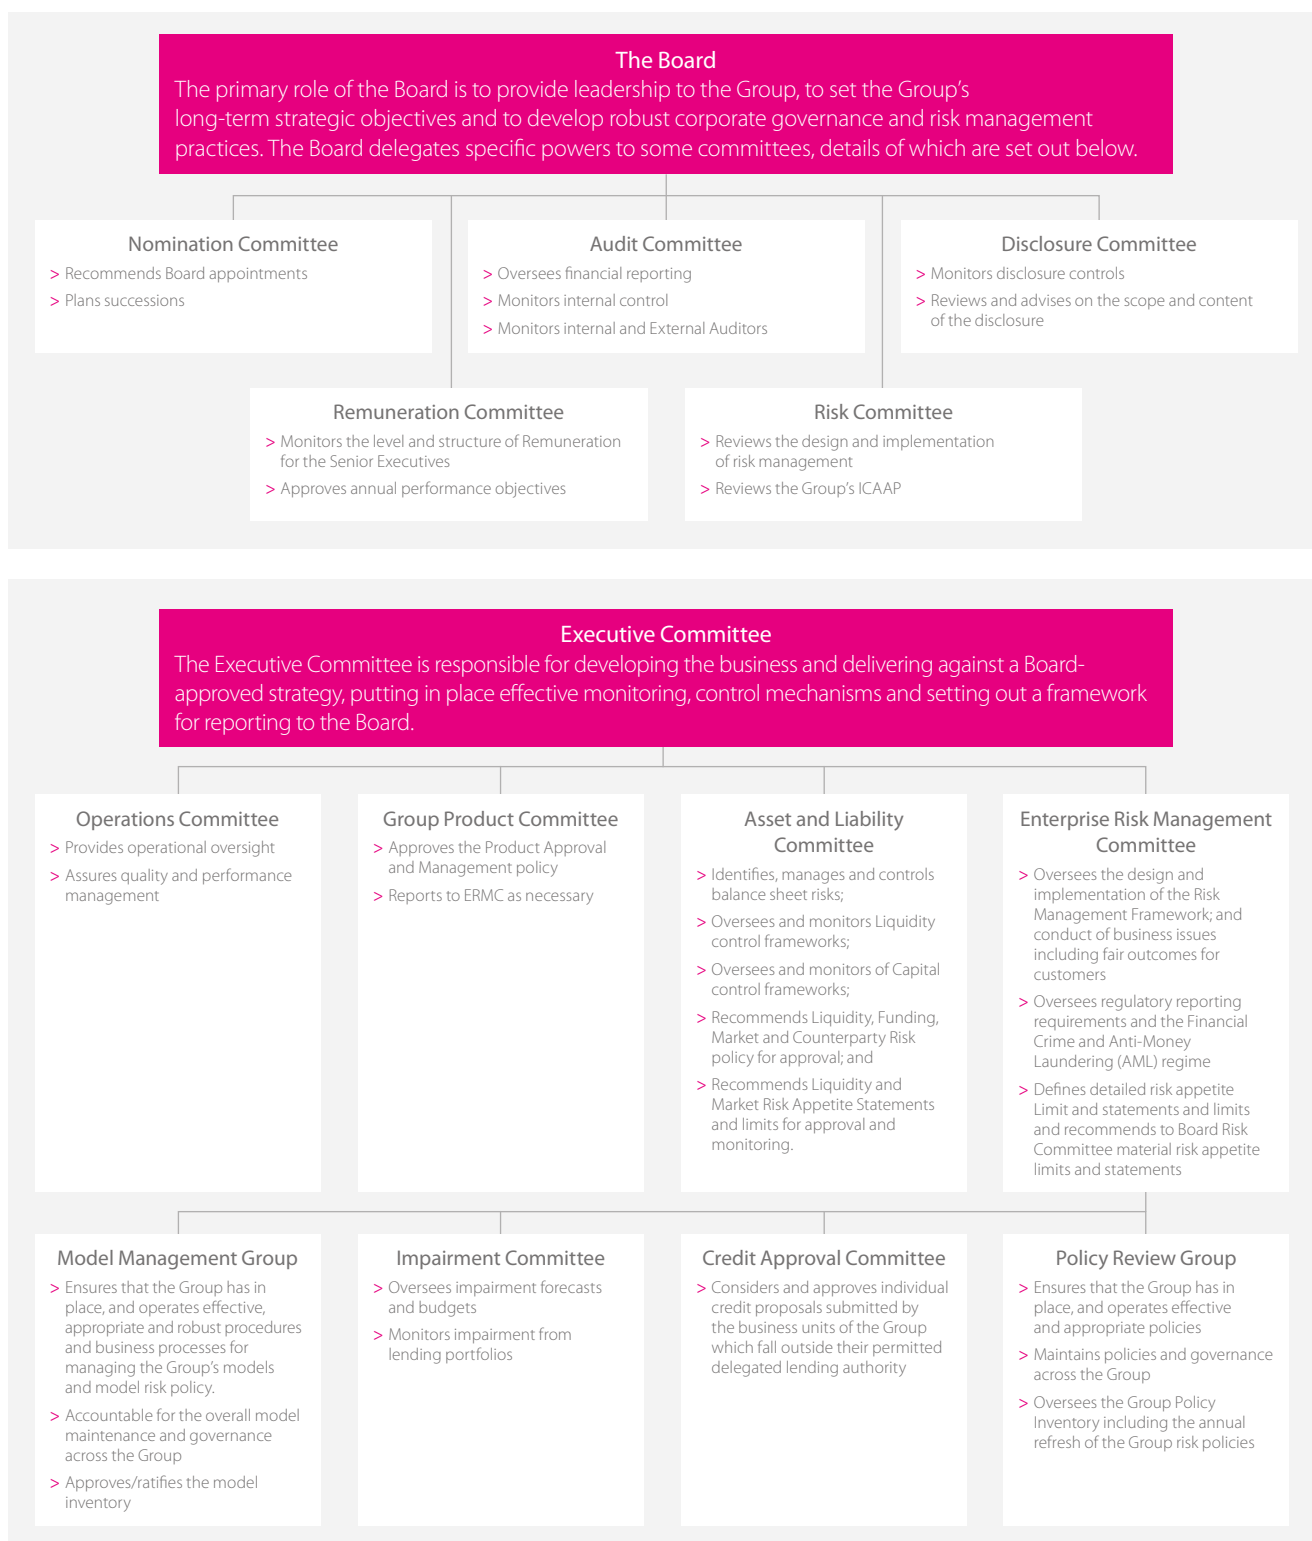 The Board
The primary role of the Board is to provide leadership to the Group, to set the Group's
long-term strategic objectives and to develop robust corporate governance and risk management
practices. The Board delegates specific powers to some committees, details of which are set out below.
Nomination Committee
> Recommends Board appointments
> Plans successions
Audit Committee
> Oversees financial reporting
> Monitors internal control
> Monitors internal and External Auditors
Disclosure Committee
> Monitors disclosure controls
> Reviews and advises on the scope and content
of the disclosure
Remuneration Committee
> Monitors the level and structure of Remuneration
for the Senior Executives
> Approves annual performance objectives
Risk Committee
> Reviews the design and implementation
of risk management
> Reviews the Group's ICAAP
Executive Committee
The Executive Committee is responsible for developing the business and delivering against a Board-
approved strategy, putting in place effective monitoring, control mechanisms and setting out a framework
for reporting to the Board.
Operations Committee
> Provides operational oversight
> Assures quality and performance
management
Group Product Committee
> Approves the Product Approval
and Management policy
> Reports to ERMC as necessary
Asset and Liability
Committee
> Identifies, manages and controls
balance sheet risks;
> Oversees and monitors Liquidity
control frameworks;
> Oversees and monitors of Capital
control frameworks;
> Recommends Liquidity, Funding,
Market and Counterparty Risk
policy for approval; and
> Recommends Liquidity and
Market Risk Appetite Statements
and limits for approval and
monitoring.
Enterprise Risk Management
Committee
> Oversees the design and
implementation of the Risk
Management Framework; and
conduct of business issues
including fair outcomes for
customers
> Oversees regulatory reporting
requirements and the Financial
Crime and Anti-Money
Laundering (AML) regime
> Defines detailed risk appetite
Limit and statements and limits
and recommends to Board Risk
Committee material risk appetite
limits and statements
Model Management Group
> Ensures that the Group has in
place, and operates effective,
appropriate and robust procedures
and business processes for
managing the Group's models
and model risk policy.
> Accountable for the overall model
maintenance and governance
across the Group
> Approves/ratifies the model
inventory
Impairment Committee
> Oversees impairment forecasts
and budgets
> Monitors impairment from
lending portfolios
Credit Approval Committee
> Considers and approves individual
credit proposals submitted by
the business units of the Group
which fall outside their permitted
delegated lending authority
Policy Review Group
> Ensures that the Group has in
place, and operates effective
and appropriate policies
> Maintains policies and governance
across the Group
> Oversees the Group Policy
Inventory including the annual
refresh of the Group risk policies